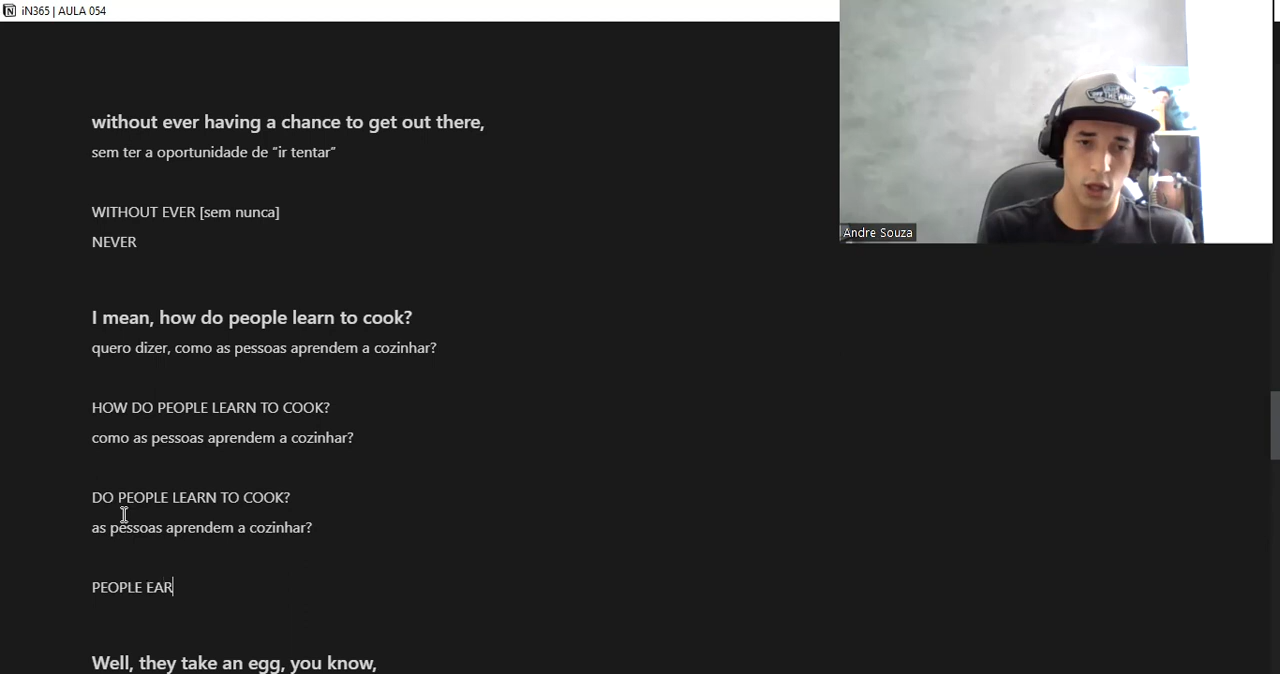 iN365 | AULA 054
without ever having a chance to get out there,
sem ter a oportunidade de “ir tentar”
WITHOUT EVER [sem nunca]
NEVER
I mean, how do people learn to cook?
quero dizer, como as pessoas aprendem a cozinhar?
HOW DO PEOPLE LEARN TO COOK?
como as pessoas aprendem a cozinhar?
DO PEOPLE LEARN TO COOK?
as pessoas aprendem a cozinhar?
PEOPLE EAR
Well, they take an egg, you know,
Andre Souza